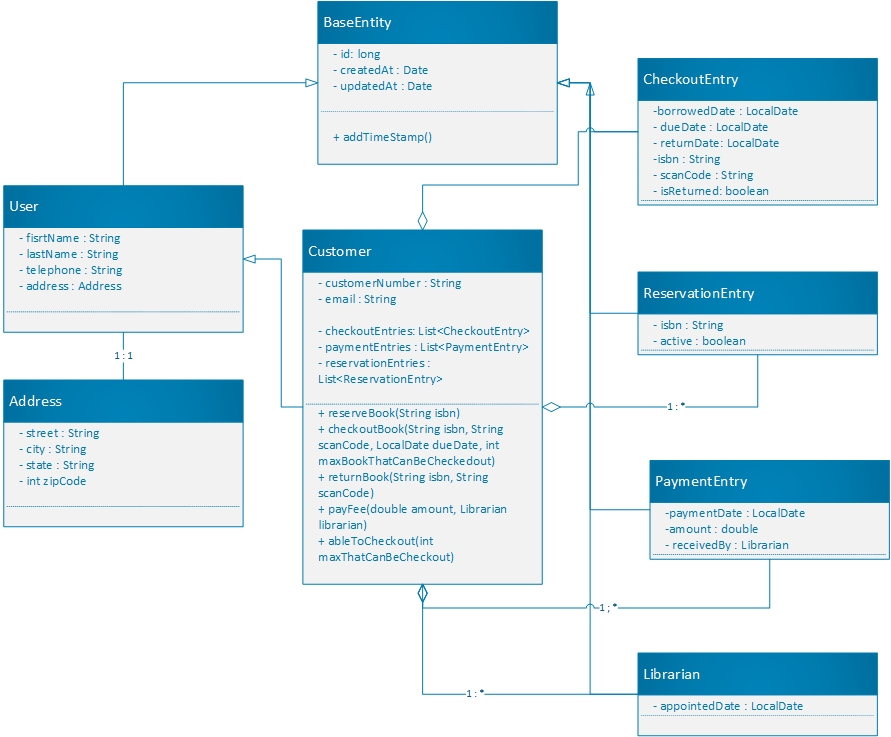 BaseEntity
- id: long
- createdAt : Date
- updatedAt : Date
+ addTimeStamp()
CheckoutEntry
-borrowedDate : LocalDate
- dueDate : LocalDate
- returnDate: LocalDate
-isbn : String
- scanCode : String
- isReturned: boolean
User
- fisrtName : String
- lastName : String
- telephone : String
- address : Address
1:1
Address
- street : String
- city : String
- state : String
- int zipCode
Customer
- customerNumber : String
- email : String
- checkoutEntries: List<CheckoutEntry>
- paymentEntries : List<PaymentEntry>
- reservationEntries :
List<ReservationEntry>
+ reserveBook(String isbn)
+ checkoutBook(String isbn, String
scanCode, LocalDate dueDate, int
maxBookThatCanBeCheckedout)
+ returnBook(String isbn, String
scanCode)
+ payFee(double amount, Librarian
librarian)
+ ableToCheckout(int
maxThatCanBeCheckout)
ReservationEntry
- isbn : String
- active : boolean
1:*
PaymentEntry
-paymentDate : LocalDate
-amount : double
- receivedBy : Librarian
1;*
Librarian
- appointedDate : LocalDate
1:*